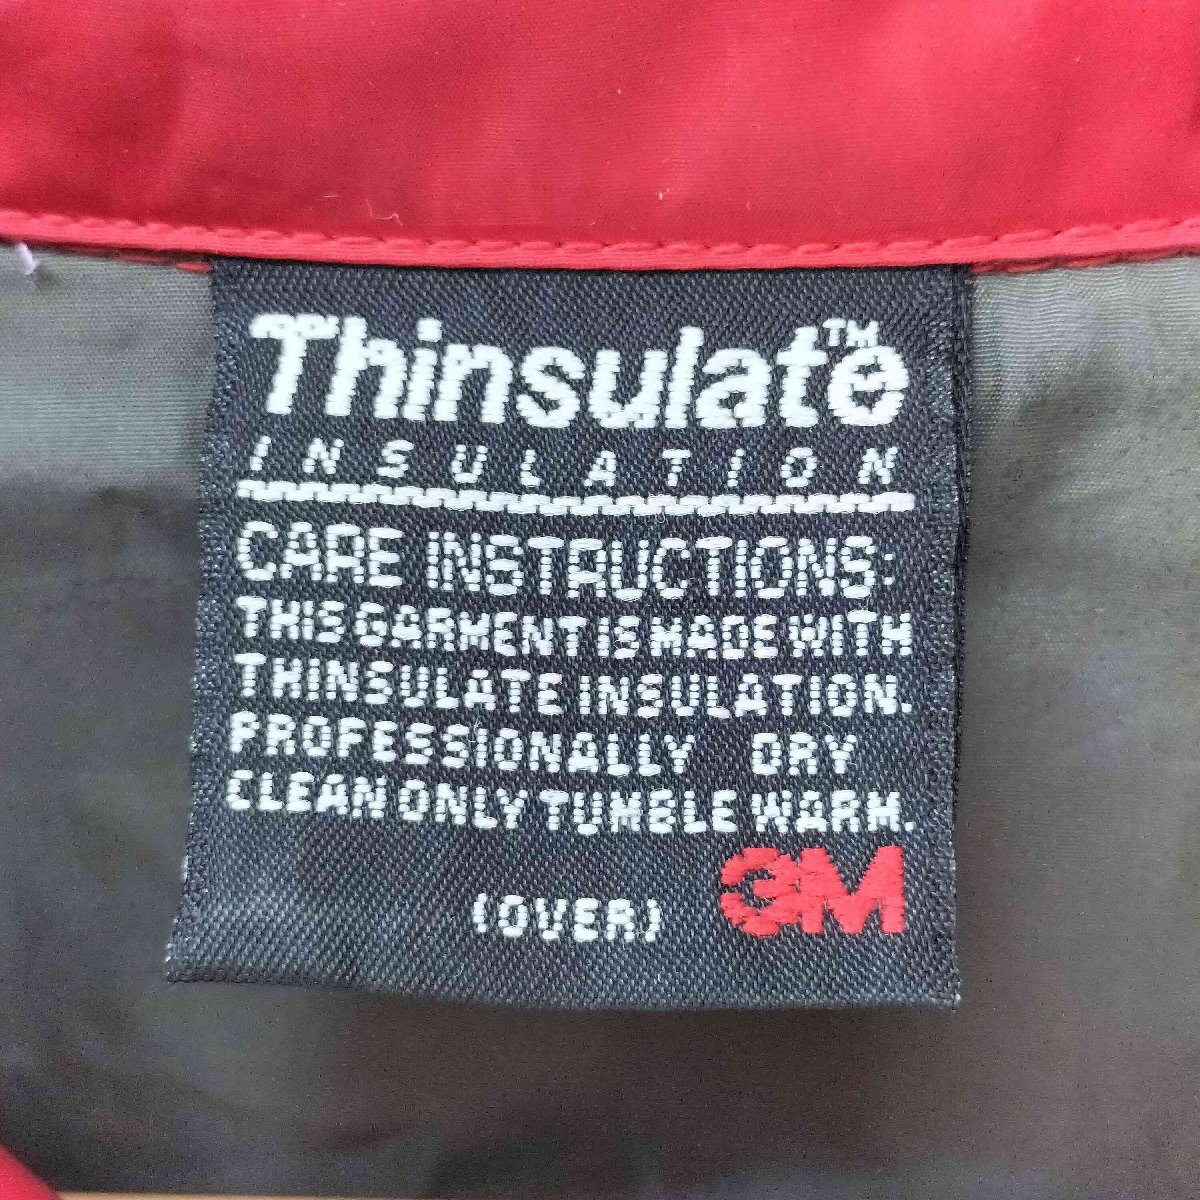 Thinsulate™
INSULATION
CARE INSTRUCTIONS:
THIS GARMENT IS MADE WITH
THINSULATE INSULATION.
PROFESSIONALLY DRY
CLEAN ONLY TUMBLE WARM.
(OVER) 3M